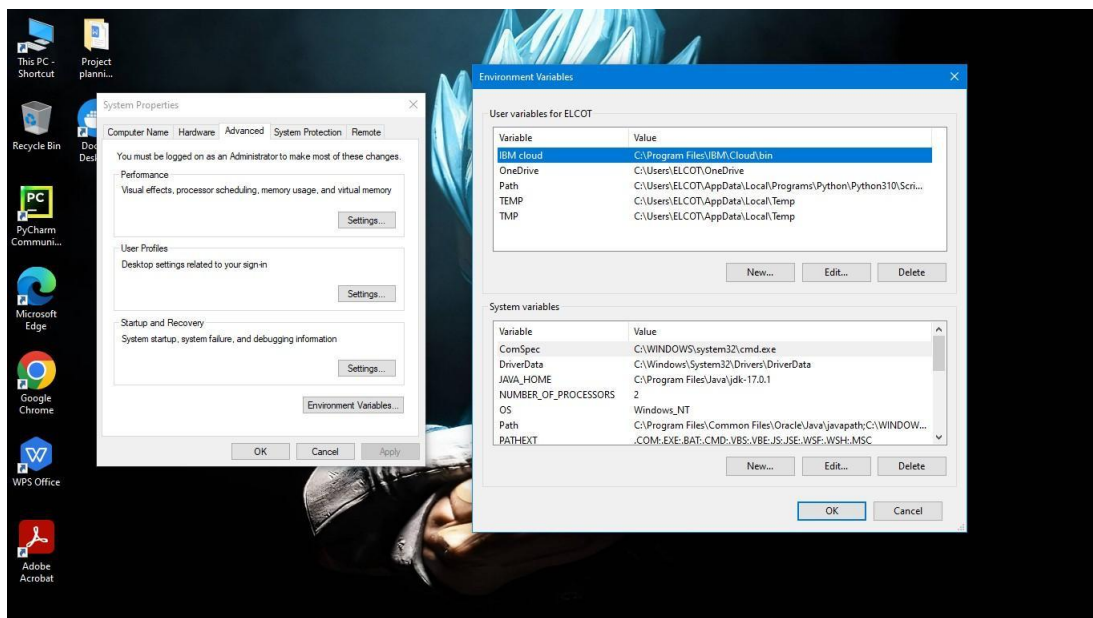 This PC -
Shortcut
Project
planni...
Recycle Bin
Doc
Desl
PC
PyCharm
Communi...
Microsoft
Edge
Google
Chrome
WPS Office
Adobe
Acrobat
System Properties
Computer Name Hardware Advanced System Protection Remote
You must be logged on as an Administrator to make most of these changes.
Performance
Visual effects, processor scheduling, memory usage, and virtual memory
Settings...
User Profiles
Desktop settings related to your sign-in
Settings...
Startup and Recovery
System startup, system failure, and debugging information
Settings...
Environment Variables...
OK Cancel Apply
Environment Variables
User variables for ELCOT
Variable Value
IBM cloud C:\Program Files\IBM\Cloud\bin
OneDrive C:\Users\ELCOT\OneDrive
Path C:\Users\ELCOT\AppData\Local\Programs\Python\Python310\Scri...
TEMP C:\Users\ELCOT\AppData\Local\Temp
TMP C:\Users\ELCOT\AppData\Local\Temp
New... Edit... Delete
System variables
Variable Value
ComSpec C:\WINDOWS\system32\cmd.exe
DriverData C:\Windows\System32\Drivers\DriverData
JAVA_HOME C:\Program Files\Java\jdk-17.0.1
NUMBER_OF_PROCESSORS 2
OS Windows_NT
Path C:\Program Files\Common Files\Oracle\Java\javapath;C:\WINDOW...
PATHEXT .COM;.EXE;.BAT;.CMD;.VBS;.VBE;.JS;.JSE;.WSF;.WSH;.MSC
New... Edit... Delete
OK Cancel